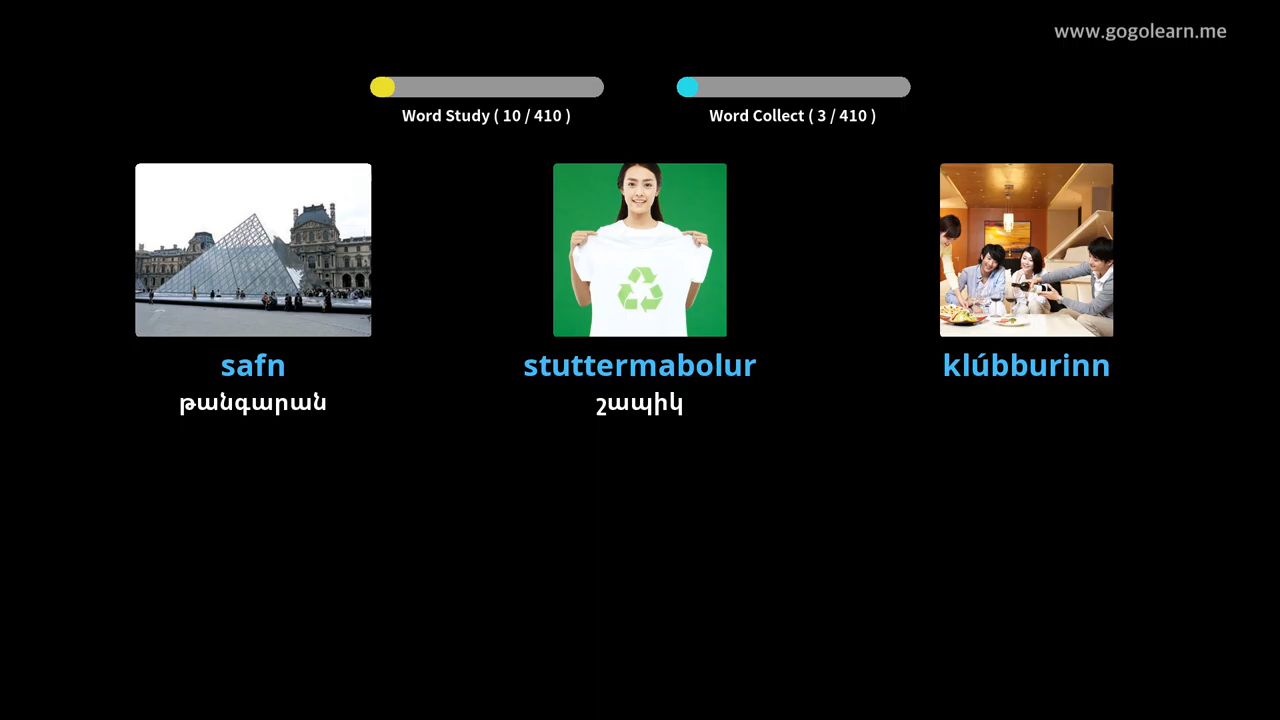 www.gogolearn.me
Word Study ( 10 / 410 )
Word Collect ( 3 / 410 )
safn
stuttermabolur
klúbburinn
թանգարան
շապիկ